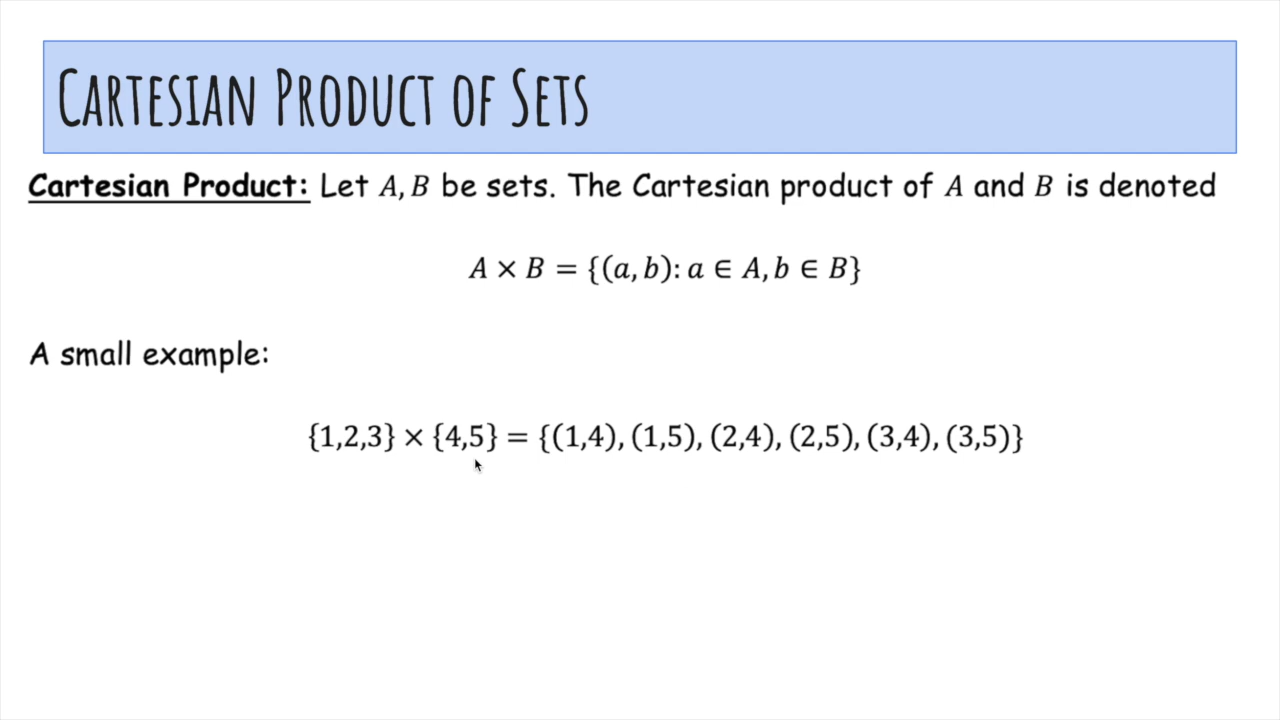 CARTESIAN PRODUCT OF SETS
Cartesian Product: Let A, B be sets. The Cartesian product of A and B is denoted
A × B = {(a, b): a ∈ A, b ∈ B}
A small example:
{1,2,3} × {4,5} = {(1,4), (1,5), (2,4), (2,5), (3,4), (3,5)}